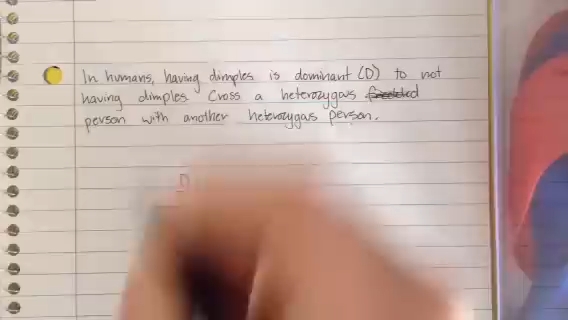 In humans, having dimples is dominant (D) to not
having dimples. Cross a heterozygous
person with another heterozygous person.
D